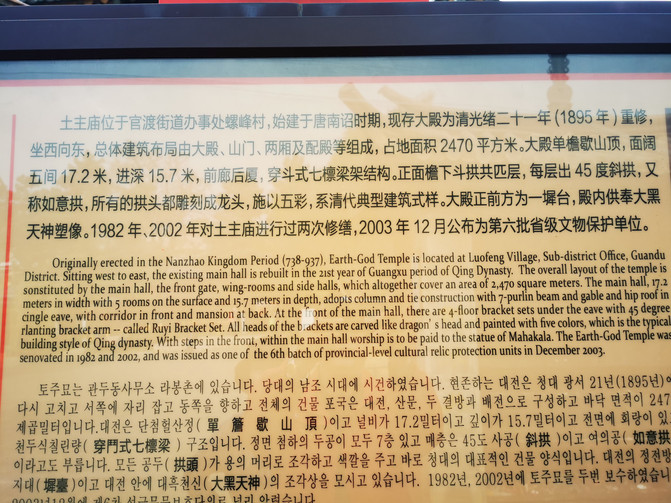 土主庙位于官渡街道办事处螺峰村，始建于唐南诏时期，现存大殿为清光绪二十一年（1895年）重修，
坐西向东，总体建筑布局由大殿、山门、两厢及配殿等组成，占地面积2470平方米。大殿单檐歇山顶，面阔
五间17.2米，进深15.7米，前廊后厦，穿斗式七檩梁架结构。正面檐下斗拱共匹层，每层出45度斜拱，又
称如意拱，所有的拱头都雕刻成龙头，施以五彩，系清代典型建筑式样。大殿正前方为一墀台，殿内供奉大黑
天神塑像。1982年、2002年对土主庙进行过两次修缮，2003年12月公布为第六批省级文物保护单位。
Originally erected in the Nanzhao Kingdom Period (738-937), Earth-God Temple is located at Luofeng Village, Sub-district Office, Guandu
District. Sitting west to east, the existing main hall is rebuilt in the 21st year of Guangxu period of Qing Dynasty. The overall layout of the temple is
sonstituted by the main hall, the front gate, wing-rooms and side halls, which altogether cover an area of 2,470 square meters. The main hall, 17.2
meters in width with 5 rooms on the surface and 15.7 meters in depth, adopts column and tie construction with 7-purlin beam and gable and hip roof in
cingle eave, with corridor in front and mansion at back. At the front of the main hall, there are 4-floor bracket sets under the eave with 45 degree
rlanting bracket arm -- called Ruyi Bracket Set. All heads of the brackets are carved like dragon's head and painted with five colors, which is the typical
building style of Qing dynasty. With steps in the front, within the main hall worship is to be paid to the statue of Mahakala. The Earth-God Temple was
senovated in 1982 and 2002, and was issued as one of the 6th batch of provincial-level cultural relic protection units in December 2003.
토주묘는 관두동사무소 라봉촌에 있습니다. 당대의 남조 시대에 시건하였습니다. 현존하는 대전은 청대 광서 21년(1895년)에
다시 고치고 서쪽에 자리 잡고 동쪽을 향하고 전체의 건물 포국은 대전, 산문, 두 결방과 배전으로 구성하고 바닥 면적이 247
제곱밀터입니다.대전은 단첨헐산정( 單簷歇山頂 )이고 널비가 17.2밀터이고 깊이가 15.7밀터이고 전면에 회랑이 있
천두식칠린량( 穿鬥式七檁梁 ) 구조입니다. 정면 첨하의 두공이 모두 7층 있고 매층은 45도 사공( 斜拱 )이고 여의공( 如意拱
이라고도 부릅니다. 모든 공두( 拱頭 )가 용의 머리로 조각하고 색깔을 주고 바로 청대의 대표적인 건물 양식입니다. 대전의 정전방
지대( 墀臺 )이고 대전 안에 대흑천신( 大黑天神 )의 조각상을 모시고 있습니다. 1982년, 2002년에 토주묘를 두번 보수하였습니